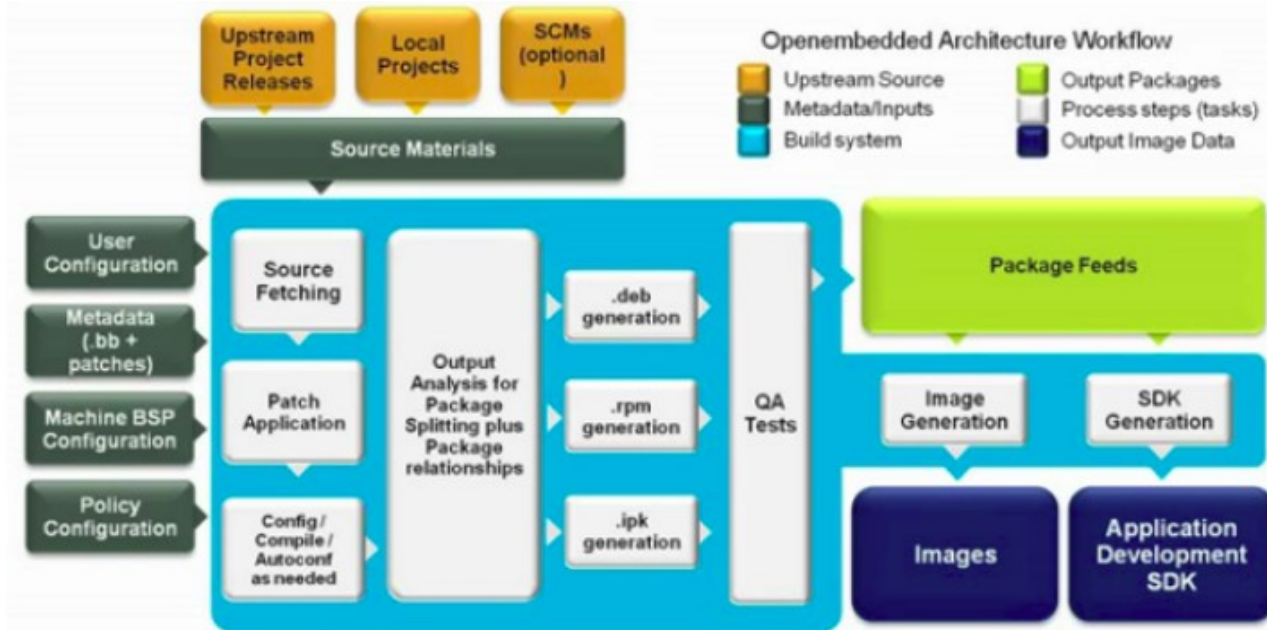 Upstream
Project
Releases
Local
Projects
SCMs
(optional
)
Openembedded Architecture Workflow
Upstream Source
Metadata/Inputs
Build system
Output Packages
Process steps (tasks)
Output Image Data
Source Materials
User
Configuration
Metadata
(.bb +
patches)
Machine BSP
Configuration
Policy
Configuration
Source
Fetching
Patch
Application
Config /
Compile /
Autoconf
as needed
Output
Analysis for
Package
Splitting plus
Package
relationships
.deb
generation
.rpm
generation
.ipk
generation
QA
Tests
Package Feeds
Image
Generation
SDK
Generation
Images
Application
Development
SDK